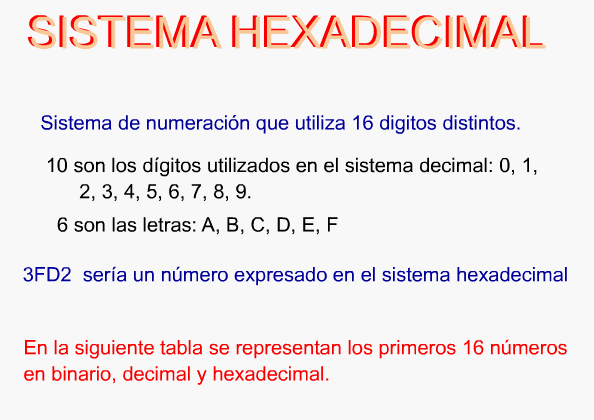 SISTEMA HEXADECIMAL
Sistema de numeración que utiliza 16 digitos distintos.
10 son los dígitos utilizados en el sistema decimal: 0, 1,
2, 3, 4, 5, 6, 7, 8, 9.
6 son las letras: A, B, C, D, E, F
3FD2 sería un número expresado en el sistema hexadecimal
En la siguiente tabla se representan los primeros 16 números
en binario, decimal y hexadecimal.